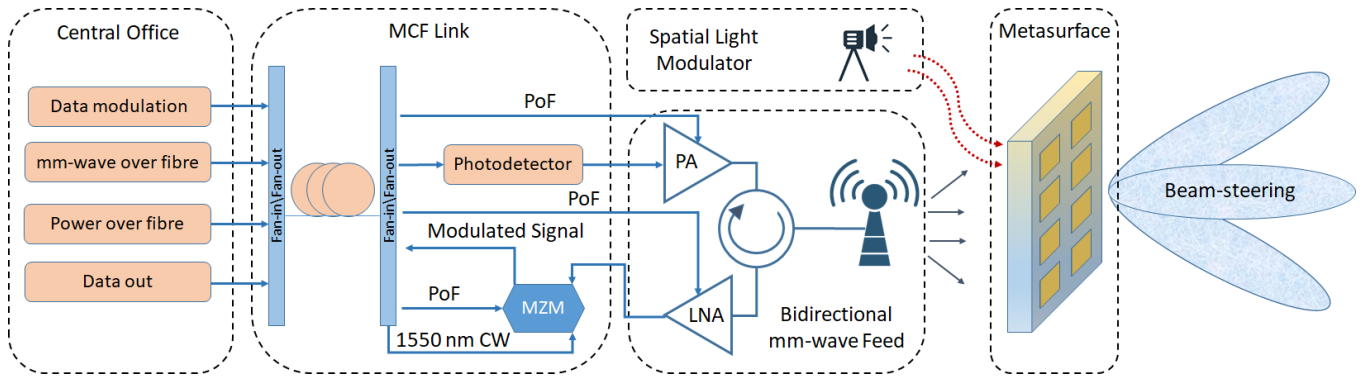 Central Office
Data modulation
mm-wave over fibre
Power over fibre
Data out
Fan-in\Fan-out
MCF Link
Fan-in\Fan-out
PoF
Photodetector
PoF
Modulated Signal
PoF
MZM
1550 nm CW
Spatial Light
Modulator
PA
LNA
Bidirectional
mm-wave Feed
Metasurface
Beam-steering